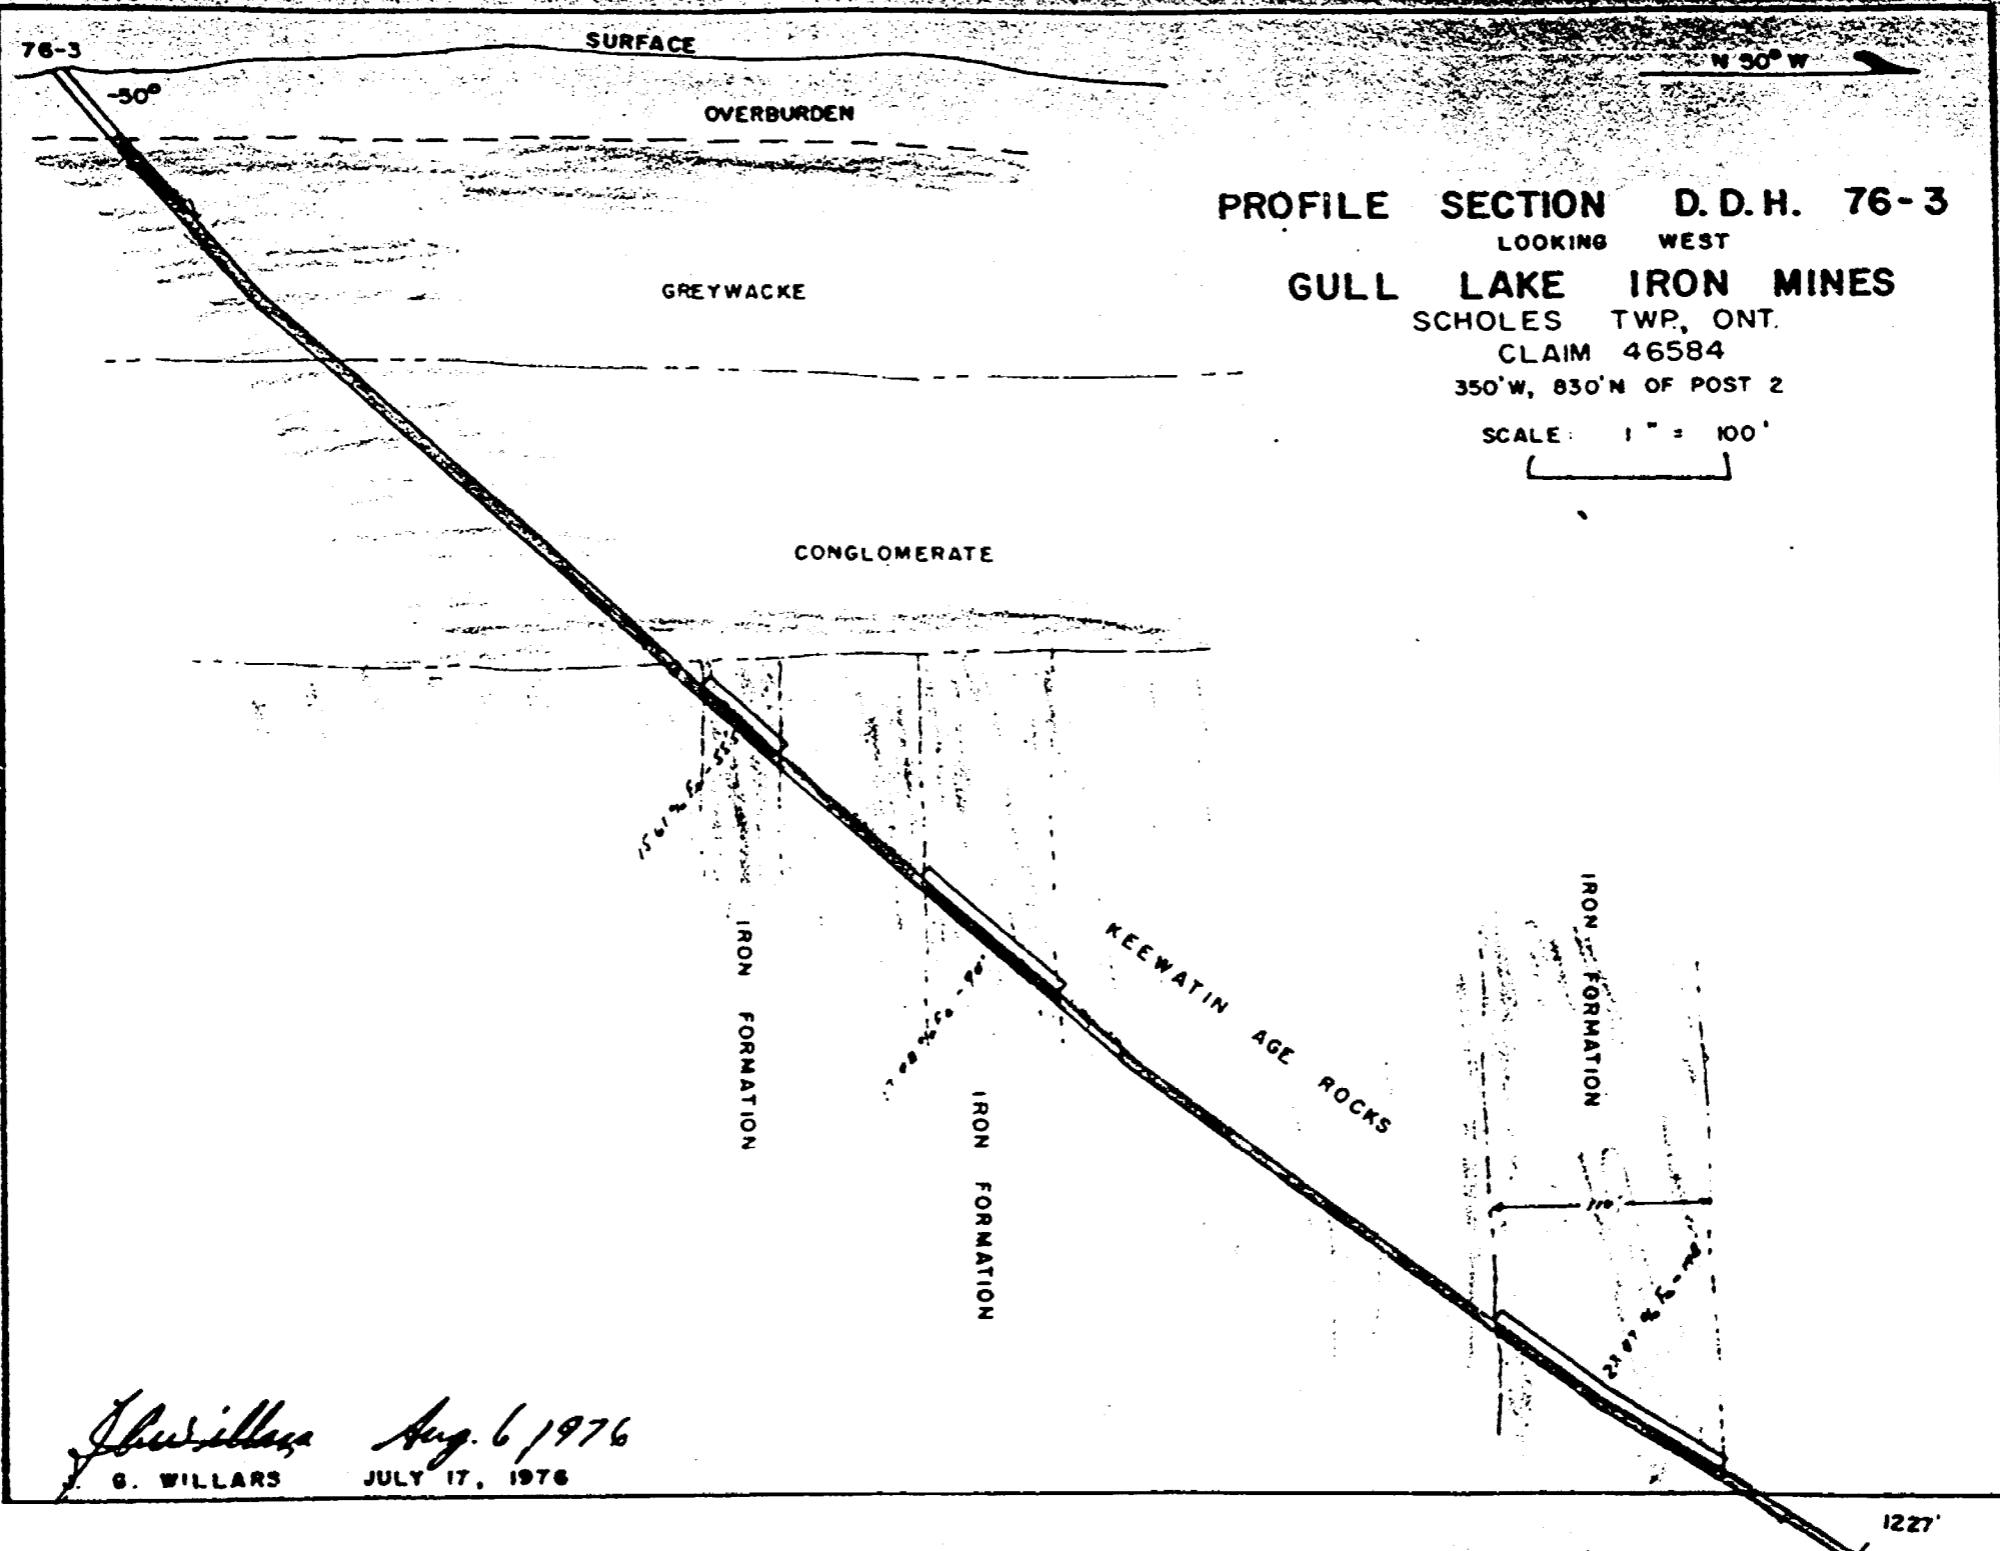 76-3
SURFACE
N 50° W
-50°
OVERBURDEN
PROFILE SECTION D.D.H. 76-3
LOOKING WEST
GULL LAKE IRON MINES
SCHOLES TWP., ONT.
CLAIM 46584
350'W, 830'N OF POST 2
SCALE: 1" = 100'
GREYWACKE
CONGLOMERATE
IRON FORMATION
IRON FORMATION
KEEWATIN AGE ROCKS
IRON FORMATION
110'
Aug. 6, 1976
G. WILLARS JULY 17, 1976
1227'